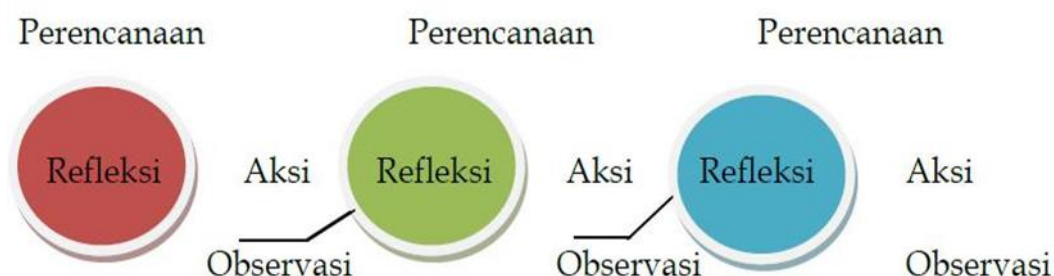 Perencanaan Perencanaan Perencanaan
Refleksi Aksi Refleksi Aksi Refleksi Aksi
Observasi Observasi Observasi